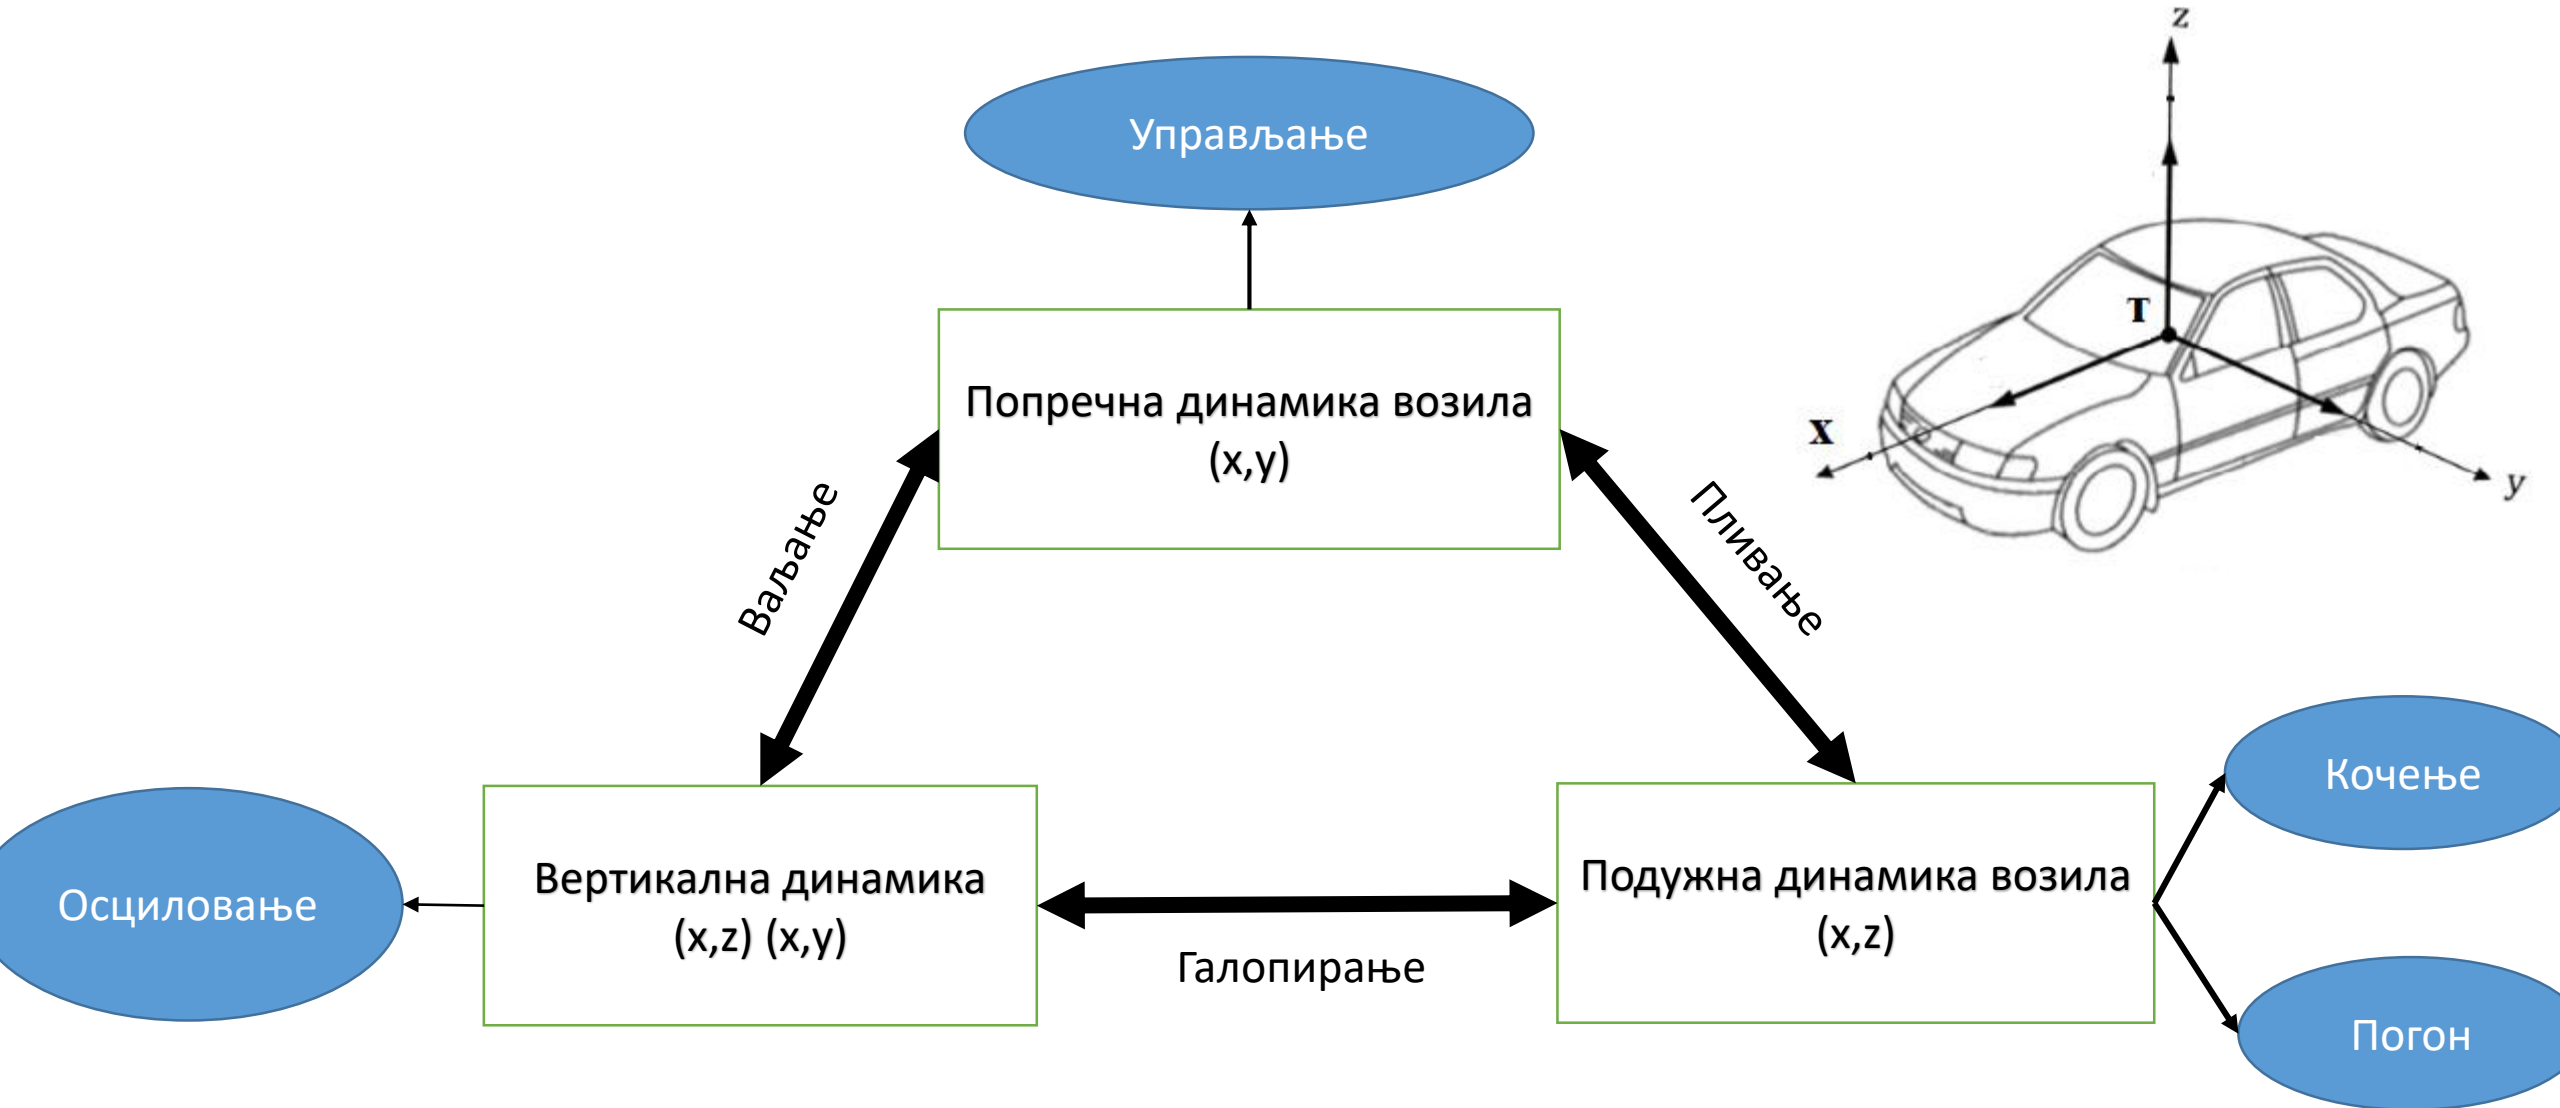 z
Управљање
T
Попречна динамика возила
(x,y)
x
y
Ваљање
Пливање
Кочење
Вертикална динамика
(x,z) (x,y)
Подужна динамика возила
(x,z)
Осциловање
Галопирање
Погон